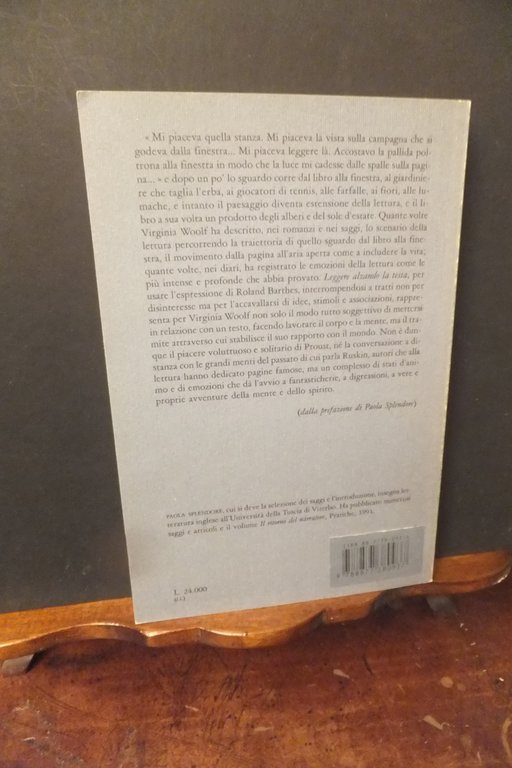 « Mi piaceva quella stanza. Mi piaceva la vista sulla campagna che si
godeva dalla finestra... Mi piaceva leggere là. Accostavo la pallida pol-
trona alla finestra in modo che la luce mi cadesse dalle spalle sulla pagi-
na... » e dopo un po' lo sguardo corre dal libro alla finestra, al giardinie-
re che taglia l'erba, ai giocatori di tennis, alle farfalle, ai fiori, alle lu-
mache, e intanto il paesaggio diventa estensione della lettura, e il li-
bro a sua volta un prodotto degli alberi e del sole d'estate. Quante volte
Virginia Woolf ha descritto, nei romanzi e nei saggi, lo scenario della
lettura percorrendo la traiettoria di quello sguardo dal libro alla fine-
stra, il movimento dalla pagina all'aria aperta come a includere la vita;
quante volte, nei diari, ha registrato le emozioni della lettura come le
più intense e profonde che abbia provato. Leggere alzando la testa, per
usare l'espressione di Roland Barthes, interrompendosi a tratti non per
disinteresse ma per l'accavallarsi di idee, stimoli e associazioni, rappre-
senta per Virginia Woolf non solo il modo tutto soggettivo di mettersi
in relazione con un testo, facendo lavorare il corpo e la mente, ma il tra-
mite attraverso cui stabilisce il suo rapporto con il mondo. Non è dun-
que il piacere voluttuoso e solitario di Proust, né la conversazione a di-
stanza con le grandi menti del passato di cui parla Ruskin, autori che alla
lettura hanno dedicato pagine famose, ma un complesso di stati d'ani-
mo e di emozioni che dà l'avvio a fantasticherie, a digressioni, a vere e
proprie avventure della mente e dello spirito.
(dalla prefazione di Paola Splendore)
PAOLA SPLENDORE, cui si deve la selezione dei saggi e l'introduzione, insegna let-
teratura inglese all'Università della Tuscia di Viterbo. Ha pubblicato numerosi
saggi e articoli e il volume Il ritorno del narratore, Pratiche, 1991.
L. 24.000